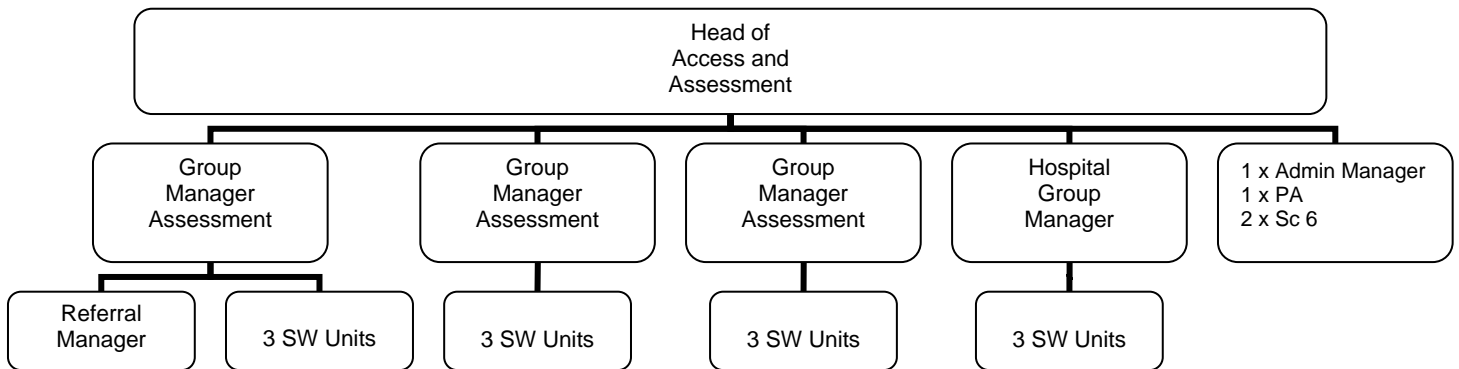 Head of
Access and
Assessment
Group
Manager
Assessment
Group
Manager
Assessment
Group
Manager
Assessment
Hospital
Group
Manager
1 x Admin Manager
1 x PA
2 x Sc 6
Referral
Manager
3 SW Units
3 SW Units
3 SW Units
3 SW Units